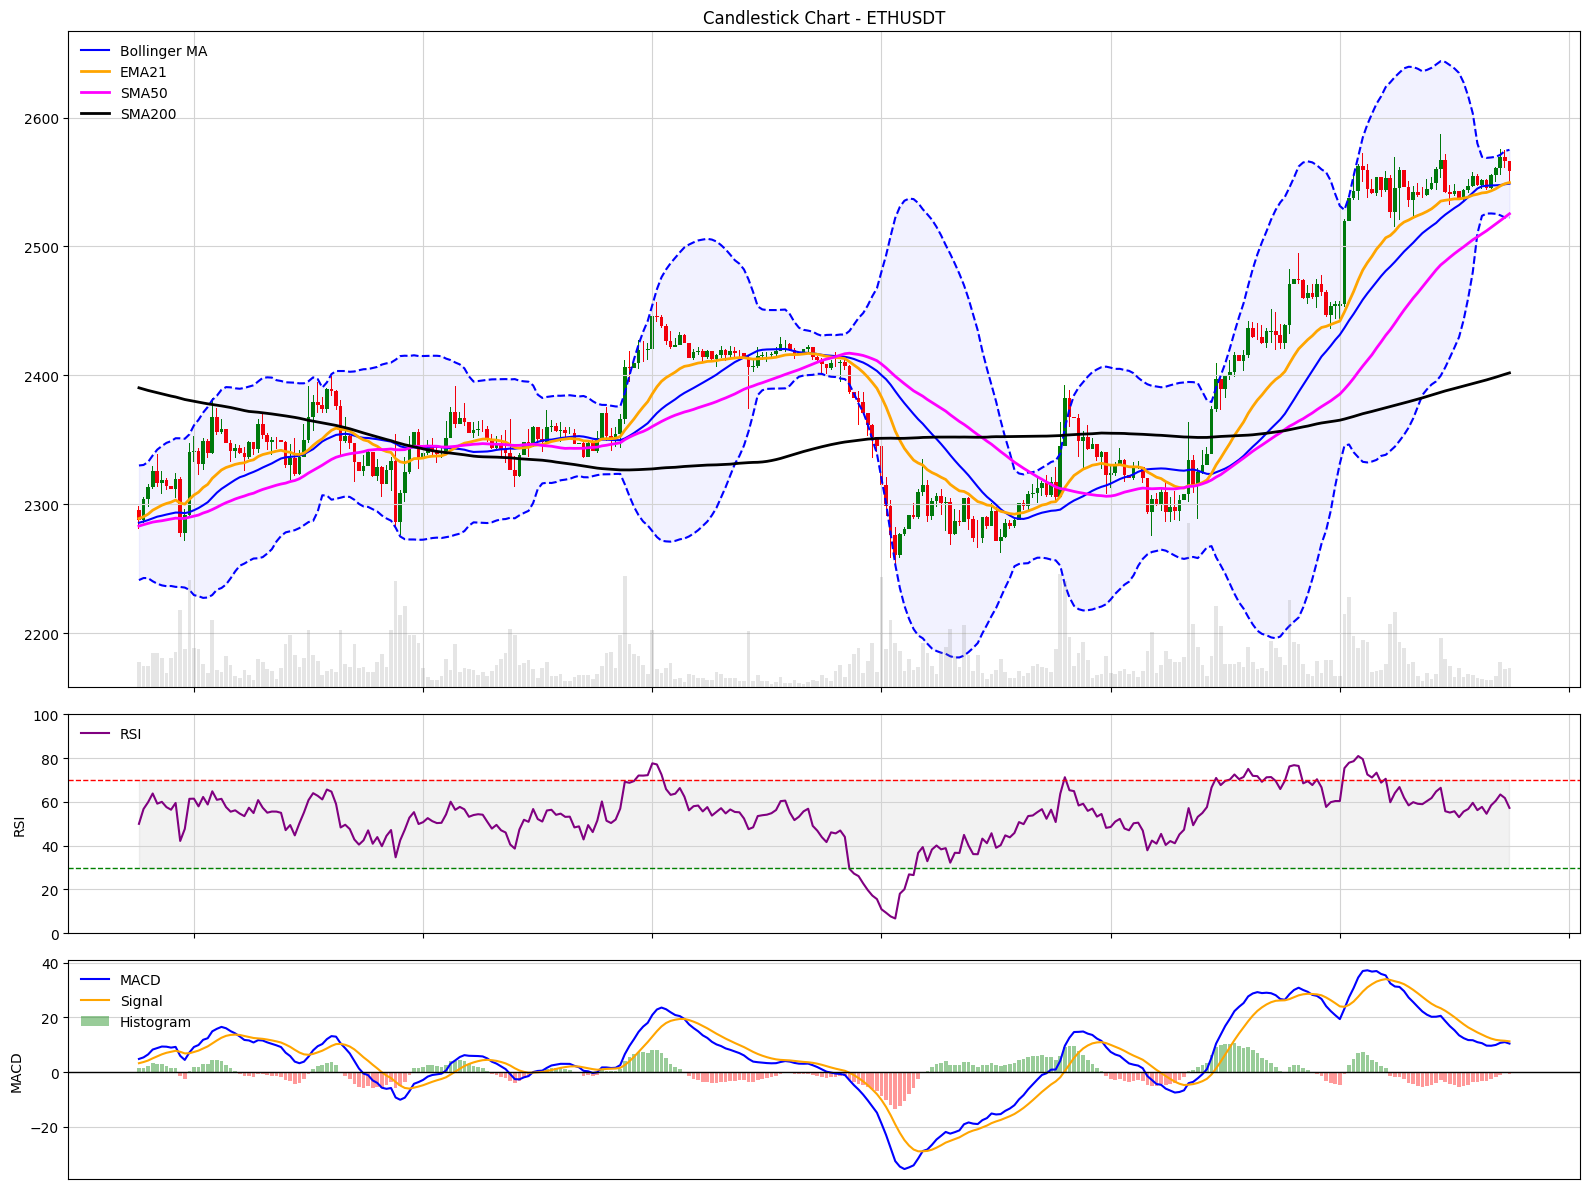 Candlestick Chart - ETHUSDT
Bollinger MA
EMA21
SMA50
SMA200
2600
2500
2400
2300
2200
100
RSI
80
60
RSI
40
20
0
40
MACD
Signal
20
Histogram
MACD
0
−20